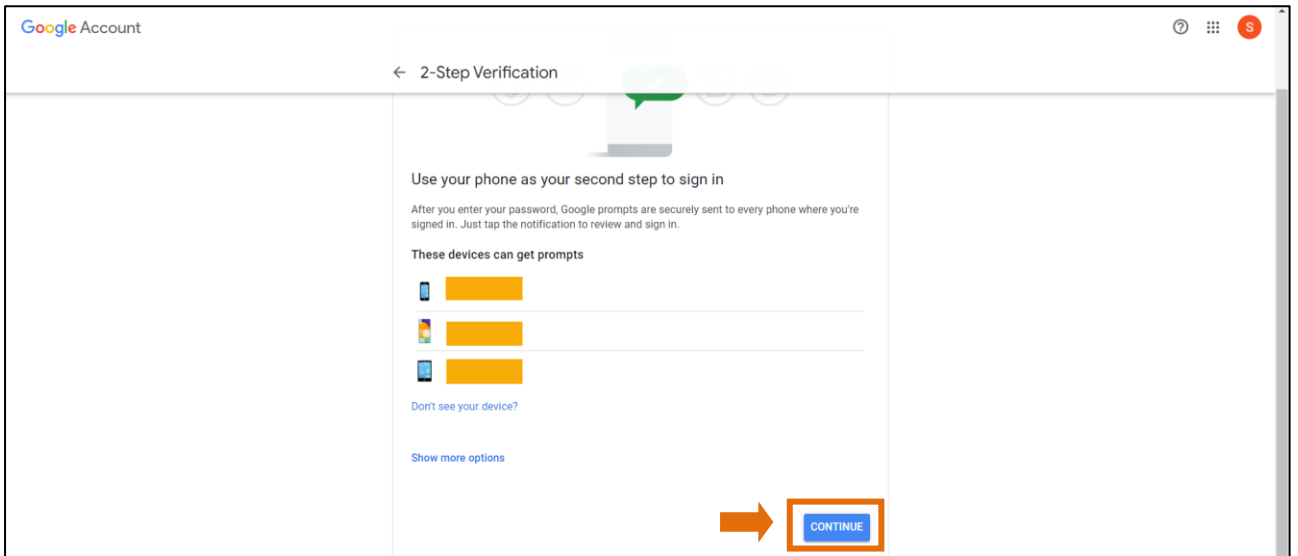 Google Account
S
2-Step Verification
Use your phone as your second step to sign in
After you enter your password, Google prompts are securely sent to every phone where you're
signed in. Just tap the notification to review and sign in.
These devices can get prompts
Don't see your device?
Show more options
CONTINUE